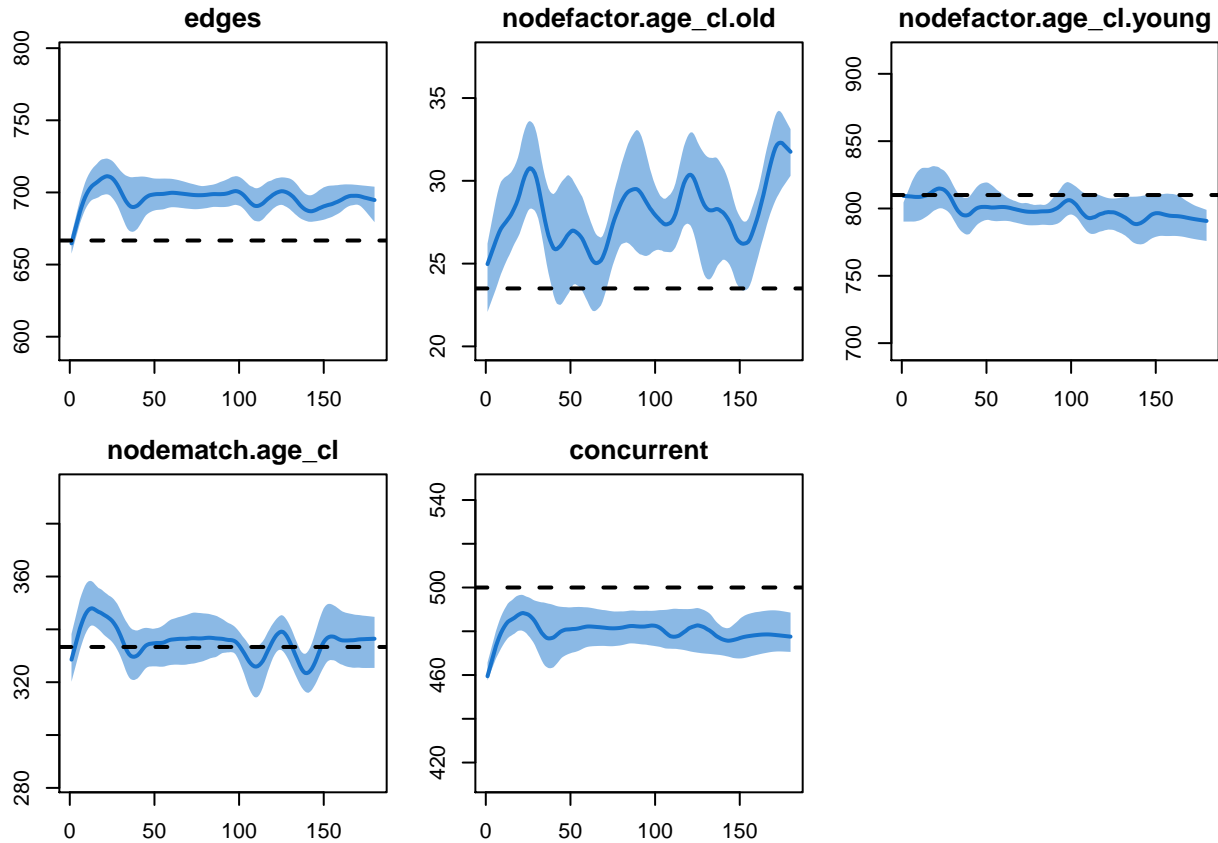 edges
nodefactor.age_cl.old
nodefactor.age_cl.young
800
750
700
650
600
0 50 100 150
35
30
25
20
0 50 100 150
900
850
800
750
700
0 50 100 150
nodematch.age_cl
concurrent
360
320
280
0 50 100 150
540
500
460
420
0 50 100 150